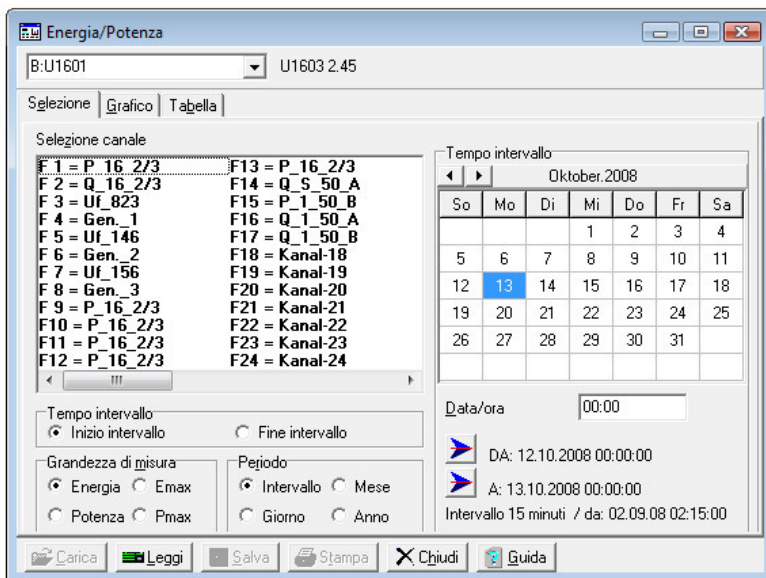 Energia/Potenza
B:U1601 U1603 2.45
Selezione Grafico Tabella
Selezione canale
F 1 = P_16_2/3 F13 = P_16_2/3
F 2 = Q_16_2/3 F14 = Q_S_50_A
F 3 = Uf_823 F15 = P_1_50_B
F 4 = Gen._1 F16 = Q_1_50_A
F 5 = Uf_146 F17 = Q_1_50_B
F 6 = Gen._2 F18 = Kanal-18
F 7 = Uf_156 F19 = Kanal-19
F 8 = Gen._3 F20 = Kanal-20
F 9 = P_16_2/3 F21 = Kanal-21
F10 = P_16_2/3 F22 = Kanal-22
F11 = P_16_2/3 F23 = Kanal-23
F12 = P_16_2/3 F24 = Kanal-24
Tempo intervallo
Inizio intervallo Fine intervallo
Grandezza di misura
Energia Emax
Potenza Pmax
Periodo
Intervallo Mese
Giorno Anno
Tempo intervallo
Oktober.2008
So Mo Di Mi Do Fr Sa
1 2 3 4
5 6 7 8 9 10 11
12 13 14 15 16 17 18
19 20 21 22 23 24 25
26 27 28 29 30 31
Data/ora 00:00
DA: 12.10.2008 00:00:00
A: 13.10.2008 00:00:00
Intervallo 15 minuti / da: 02.09.08 02:15:00
Carica Leggi Salva Stampa Chiudi Guida